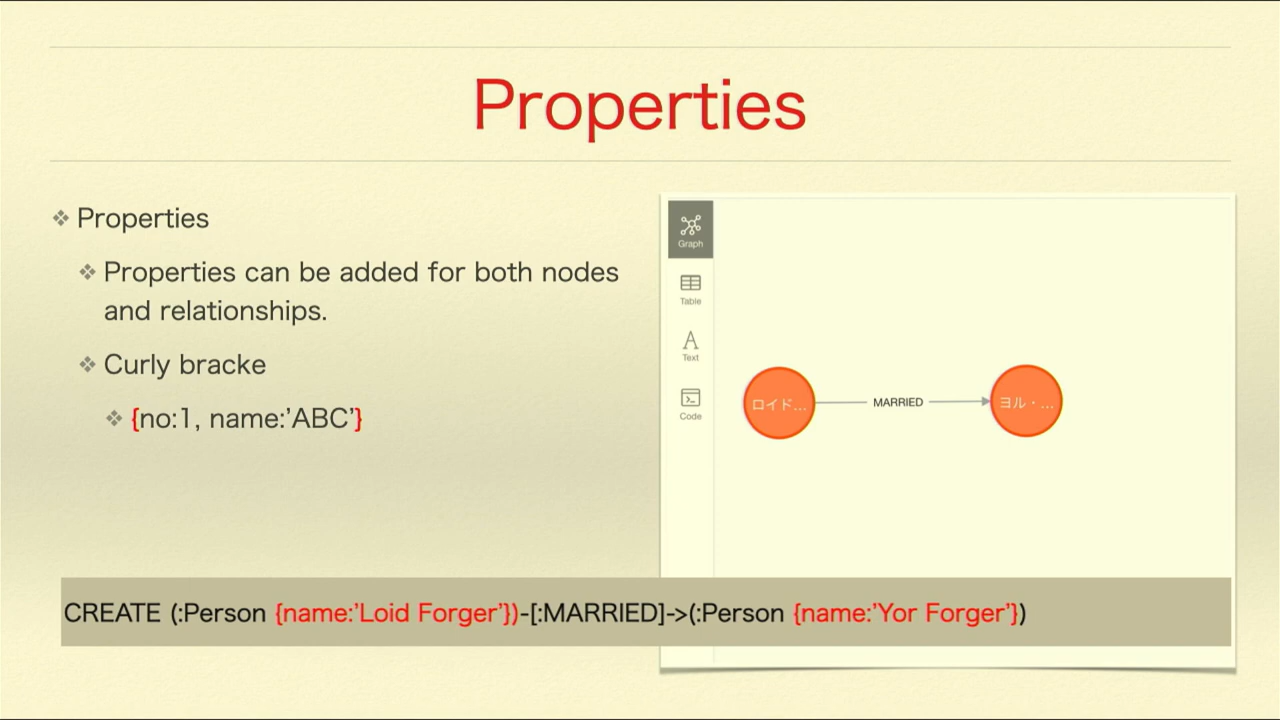 Properties
Properties
Properties can be added for both nodes
and relationships.
Curly bracke
{no:1, name:’ABC’}
Graph
Table
A
Text
Code
ロイド...
MARRIED
ヨル・...
CREATE (:Person {name:’Loid Forger’})-[:MARRIED]->(:Person {name:’Yor Forger’})